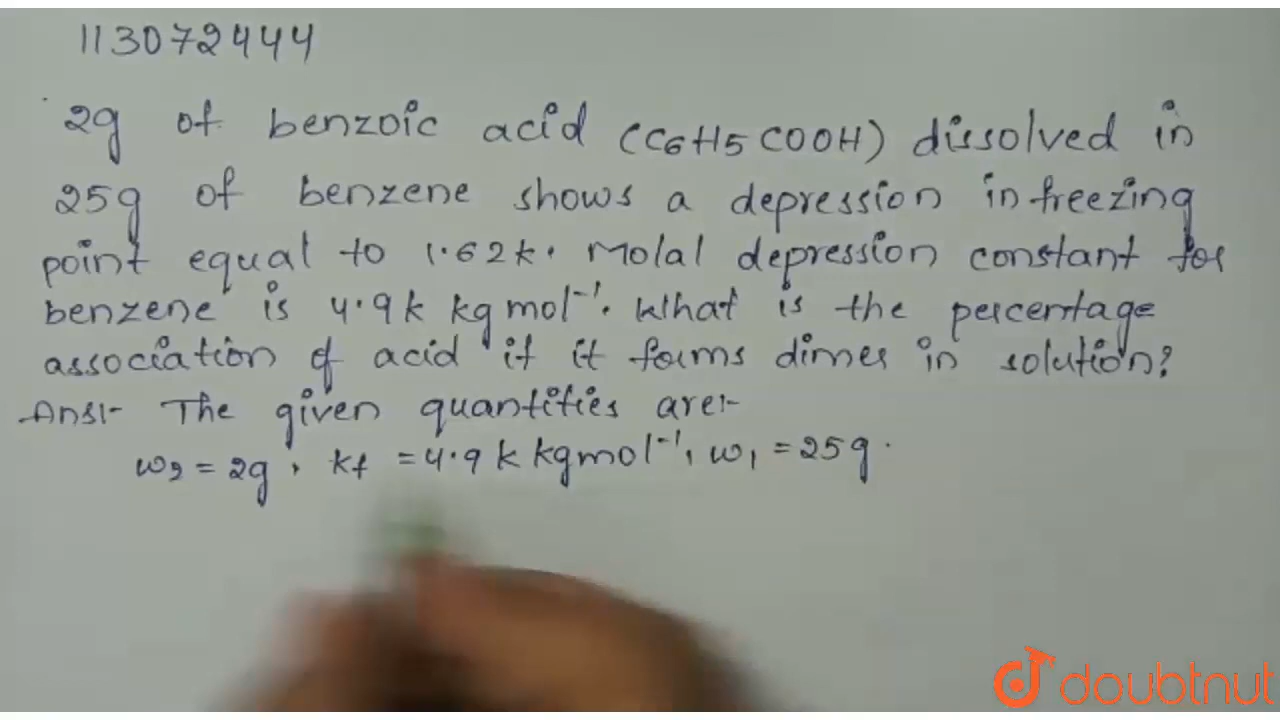 113072444
2g of benzoic acid (C6H5COOH) dissolved in
25g of benzene shows a depression in freezing
point equal to 1.62k. Molal depression constant for
benzene is 4.9k kg mol-1. What is the percentage
association of acid if it forms dimer in solution?
Ans:- The given quantities are:-
w2 = 2g, kf = 4.9 k kg mol-1, w1 = 25g.
doubtnut